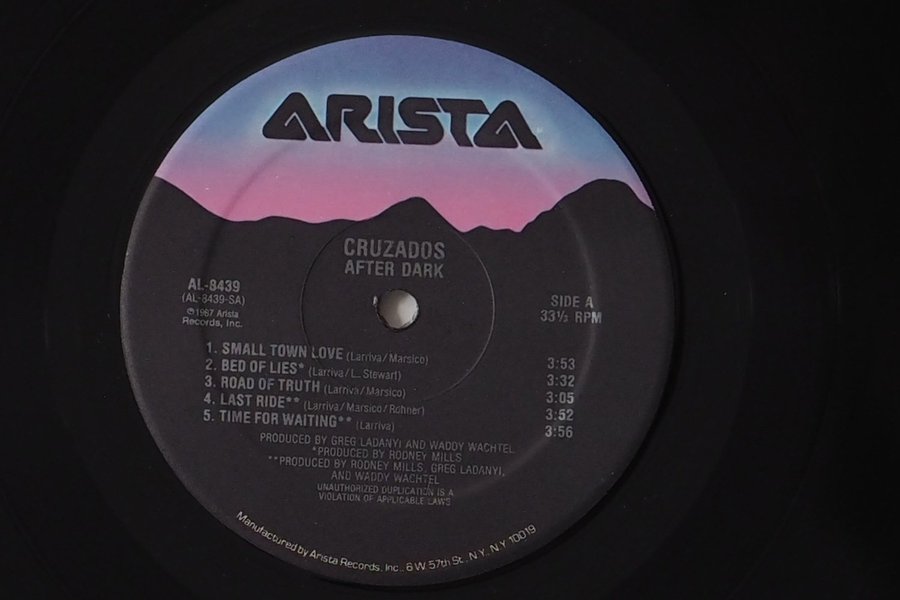 ARISTA
CRUZADOS
AFTER DARK
AL-8439
(AL-8439-SA)
℗1987 Arista
Records, Inc.
SIDE A
33⅓ RPM
1. SMALL TOWN LOVE (Larriva/Marsico) 3:53
2. BED OF LIES* (Larriva/L. Stewart) 3:32
3. ROAD OF TRUTH (Larriva/Marsico) 3:05
4. LAST RIDE** (Larriva/Marsico/Rohner) 3:52
5. TIME FOR WAITING** (Larriva) 3:56
PRODUCED BY GREG LADANYI AND WADDY WACHTEL
*PRODUCED BY RODNEY MILLS
**PRODUCED BY RODNEY MILLS, GREG LADANYI,
AND WADDY WACHTEL
UNAUTHORIZED DUPLICATION IS A
VIOLATION OF APPLICABLE LAWS
Manufactured by Arista Records, Inc., 6 W. 57th St., N.Y., N.Y. 10019